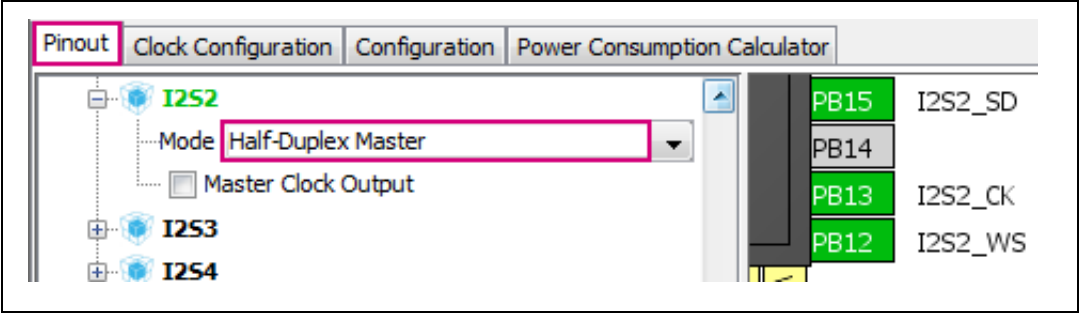 Pinout Clock Configuration Configuration Power Consumption Calculator
I2S2
Mode Half-Duplex Master
Master Clock Output
I2S3
I2S4
PB15 I2S2_SD
PB14
PB13 I2S2_CK
PB12 I2S2_WS